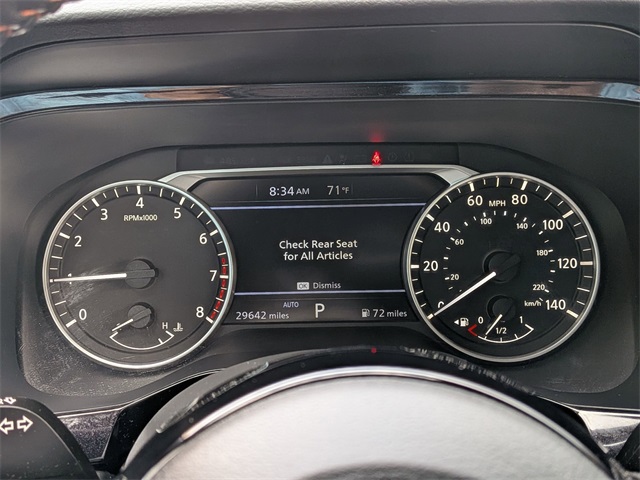 8:34 AM 71°F
Check Rear Seat
for All Articles
OK Dismiss
AUTO
29642 miles P 72 miles
RPMx1000
0 1 2 3 4 5 6 7 8
H
MPH
0 20 40 60 80 100 120 140
20 60 100 140 180 220
km/h
0 1/2 1